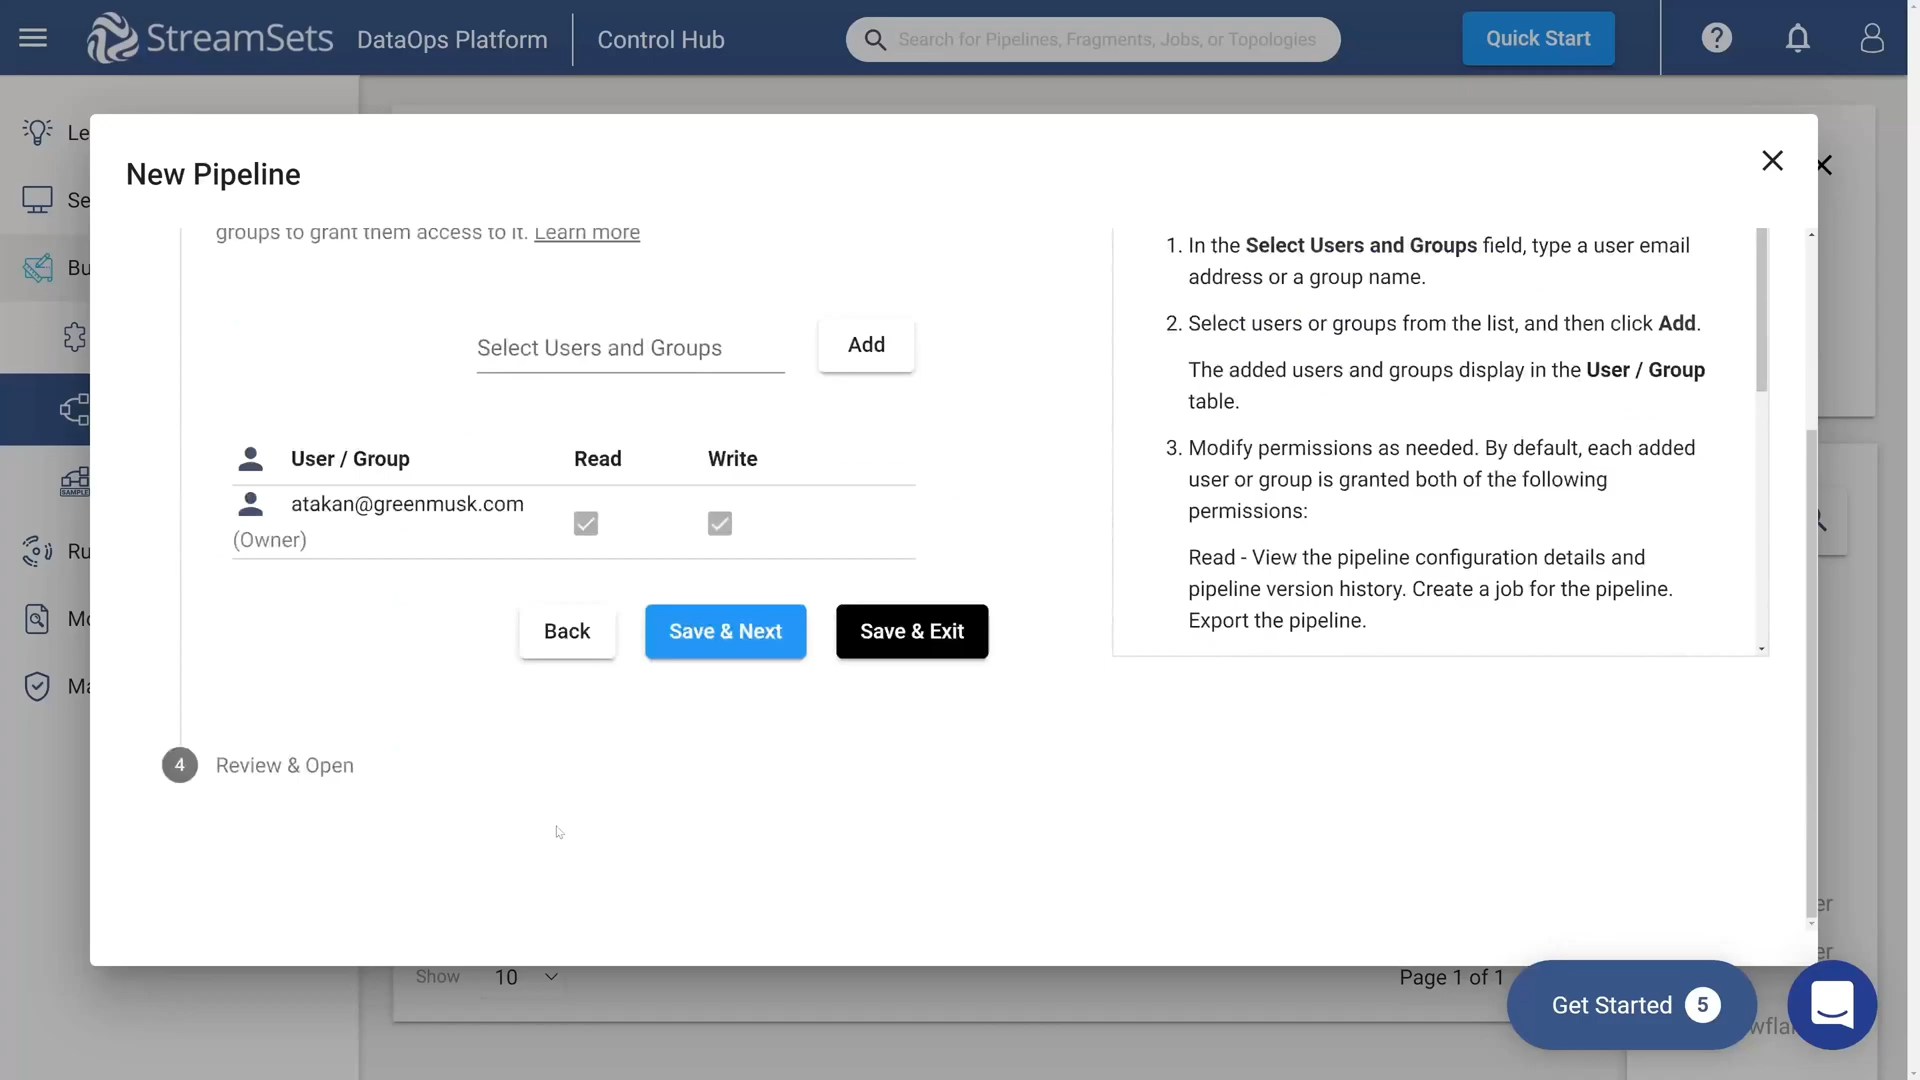 StreamSets DataOps Platform Control Hub
Search for Pipelines, Fragments, Jobs, or Topologies
Quick Start
Le
Se
Bu
SAMPLE
Ru
Mo
Ma
New Pipeline
groups to grant them access to it. Learn more
Select Users and Groups
Add
User / Group Read Write
atakan@greenmusk.com
(Owner)
Back
Save & Next
Save & Exit
4 Review & Open
1. In the Select Users and Groups field, type a user email
address or a group name.
2. Select users or groups from the list, and then click Add.
The added users and groups display in the User / Group
table.
3. Modify permissions as needed. By default, each added
user or group is granted both of the following
permissions:
Read - View the pipeline configuration details and
pipeline version history. Create a job for the pipeline.
Export the pipeline.
er
er
Show 10
Page 1 of 1
Get Started 5
wfla